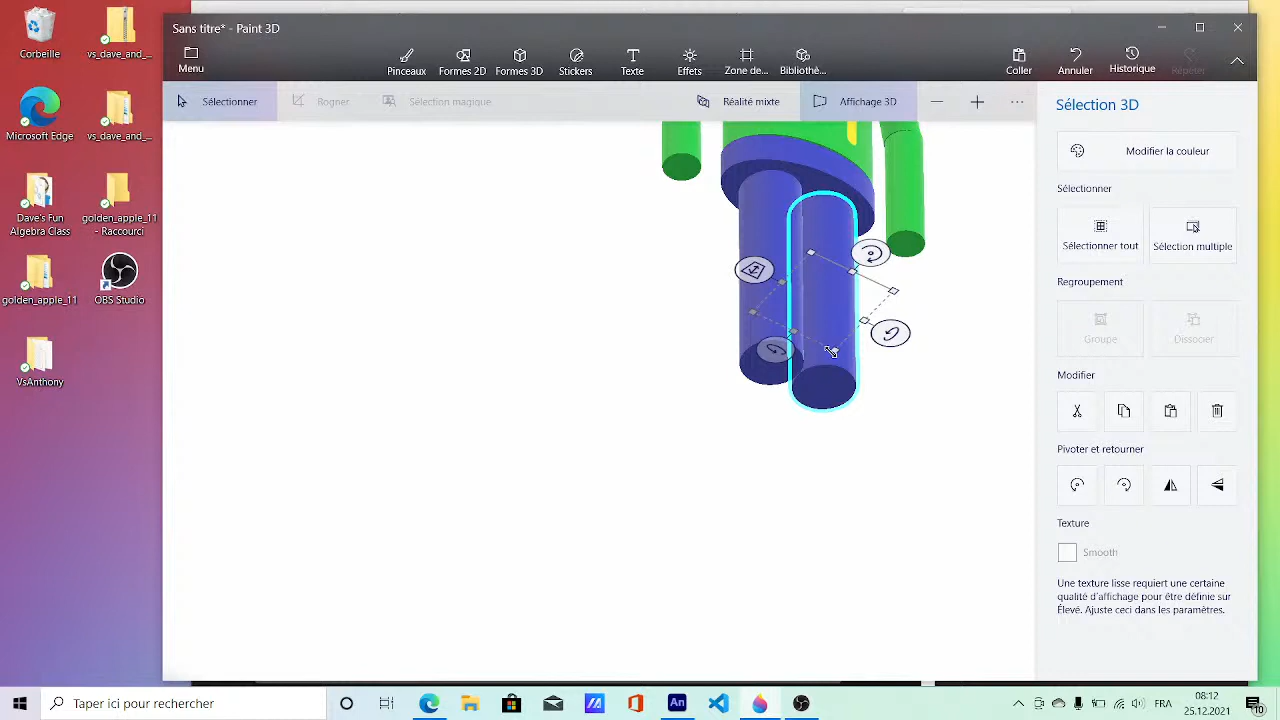 Corbeille
vs_dave_and_...
Microsoft Edge
vs_dave_and_...
Dave's Fun
Algebra Class
golden_apple_11
- Raccourci
golden_apple_11
OBS Studio
VsAnthony
Sans titre* - Paint 3D
Menu
Pinceaux
Formes 2D
Formes 3D
Stickers
Texte
Effets
Zone de...
Bibliothè...
Coller
Annuler
Historique
Répéter
Sélectionner
Rogner
Sélection magique
Réalité mixte
Affichage 3D
Sélection 3D
Modifier la couleur
Sélectionner
Sélectionner tout
Sélection multiple
Regroupement
Groupe
Dissocier
Modifier
Pivoter et retourner
Texture
Smooth
Une texture lisse requiert une certaine
qualité d'affichage pour être définie sur
Élevé. Ajuste ceci dans les paramètres.
Taper ici pour rechercher
An
FRA
08:12
25.12.2021
10